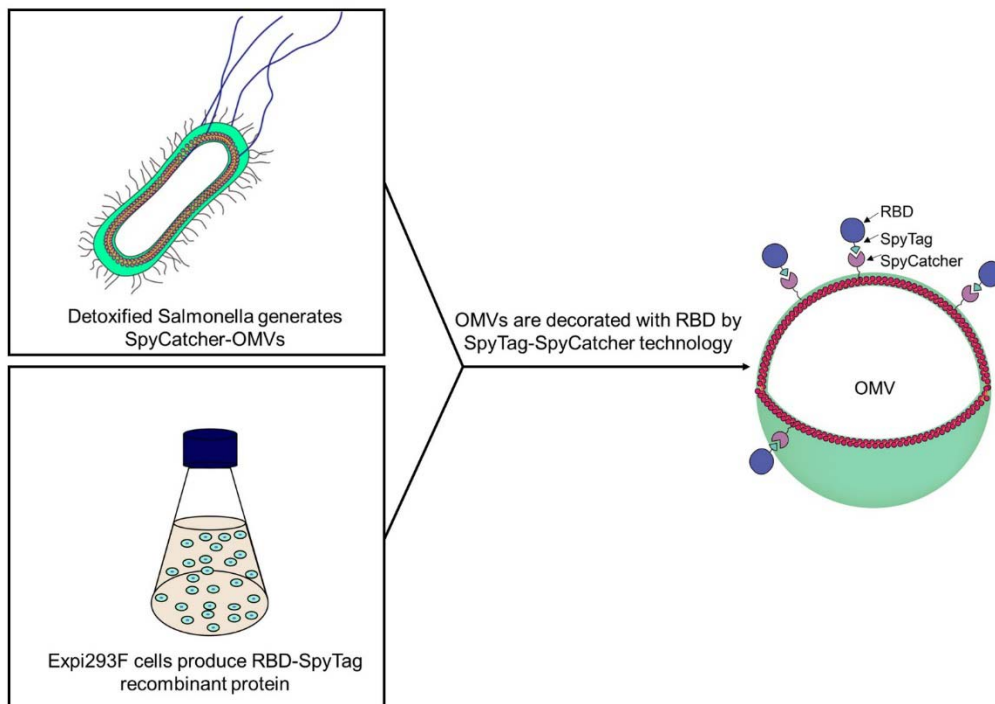 Detoxified Salmonella generates
SpyCatcher-OMVs
Expi293F cells produce RBD-SpyTag
recombinant protein
OMVs are decorated with RBD by
SpyTag-SpyCatcher technology
RBD
SpyTag
SpyCatcher
OMV